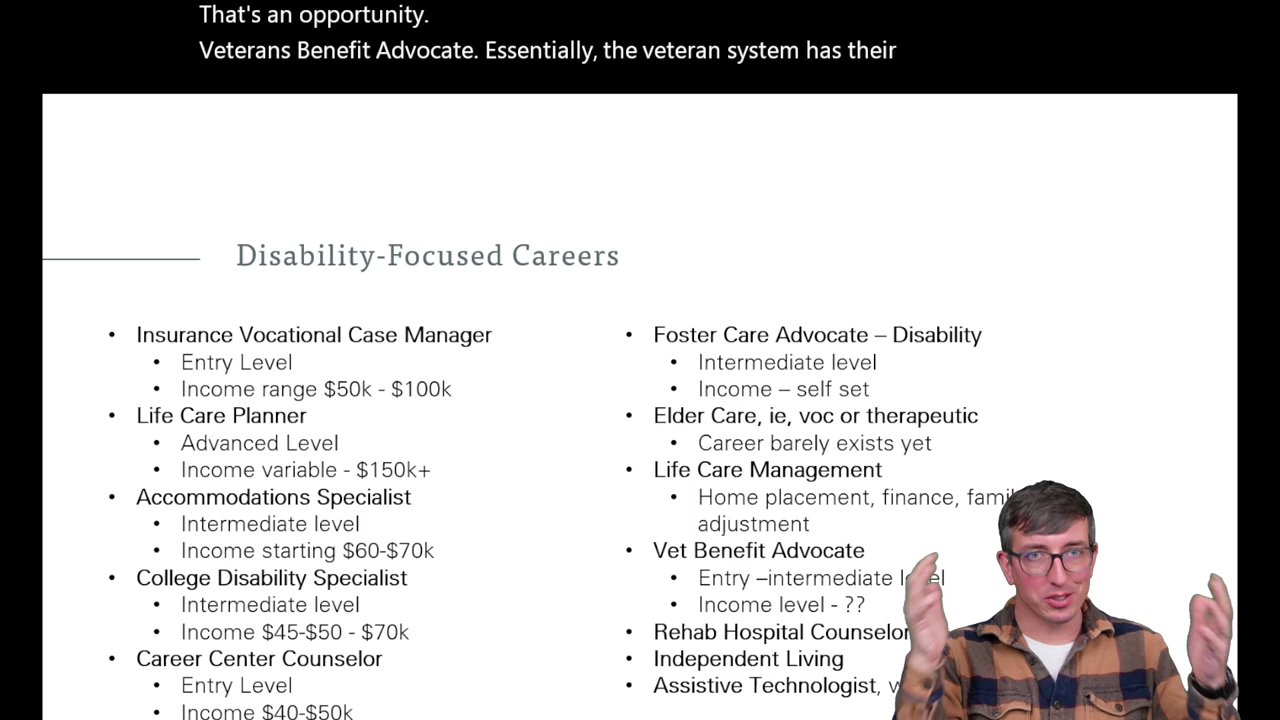 That's an opportunity.
Veterans Benefit Advocate. Essentially, the veteran system has their
Disability-Focused Careers
• Insurance Vocational Case Manager
• Entry Level
• Income range $50k - $100k
• Life Care Planner
• Advanced Level
• Income variable - $150k+
• Accommodations Specialist
• Intermediate level
• Income starting $60-$70k
• College Disability Specialist
• Intermediate level
• Income $45-$50 - $70k
• Career Center Counselor
• Entry Level
• Income $40-$50k
• Foster Care Advocate – Disability
• Intermediate level
• Income – self set
• Elder Care, ie, voc or therapeutic
• Career barely exists yet
• Life Care Management
• Home placement, finance,
adjustment
• Vet Benefit Advocate
• Entry –intermediate level
• Income level - ??
• Rehab Hospital Counselor
• Independent Living
• Assistive Technologist,